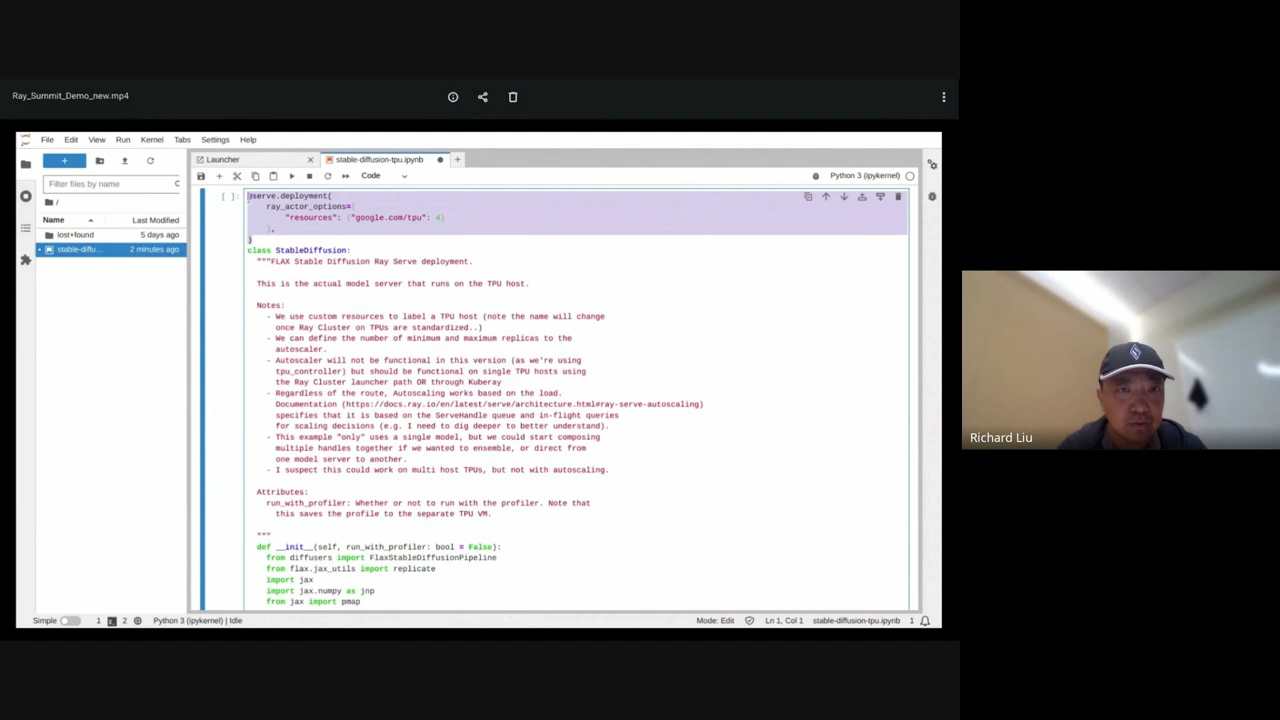 Ray_Summit_Demo_new.mp4
File Edit View Run Kernel Tabs Settings Help
Launcher
stable-diffusion-tpu.ipynb
Code
Python 3 (ipykernel)
Filter files by name
/
Name Last Modified
lost+found 5 days ago
stable-diffu... 2 minutes ago
[ ]:
serve.deployment(
ray_actor_options={
"resources": {"google.com/tpu": 4}
},
)
class StableDiffusion:
"""FLAX Stable Diffusion Ray Serve deployment.
This is the actual model server that runs on the TPU host.
Notes:
- We use custom resources to label a TPU host (note the name will change
once Ray Cluster on TPUs are standardized..)
- We can define the number of minimum and maximum replicas to the
autoscaler.
- Autoscaler will not be functional in this version (as we're using
tpu_controller) but should be functional on single TPU hosts using
the Ray Cluster launcher path OR through Kuberay
- Regardless of the route, Autoscaling works based on the load.
Documentation (https://docs.ray.io/en/latest/serve/architecture.html#ray-serve-autoscaling)
specifies that it is based on the ServeHandle queue and in-flight queries
for scaling decisions (e.g. I need to dig deeper to better understand).
- This example "only" uses a single model, but we could start composing
multiple handles together if we wanted to ensemble, or direct from
one model server to another.
- I suspect this could work on multi host TPUs, but not with autoscaling.
Attributes:
run_with_profiler: Whether or not to run with the profiler. Note that
this saves the profile to the separate TPU VM.
"""
def __init__(self, run_with_profiler: bool = False):
from diffusers import FlaxStableDiffusionPipeline
from flax.jax_utils import replicate
import jax
import jax.numpy as jnp
from jax import pmap
Simple 1 2 Python 3 (ipykernel) | Idle Mode: Edit Ln 1, Col 1 stable-diffusion-tpu.ipynb 1
Richard Liu